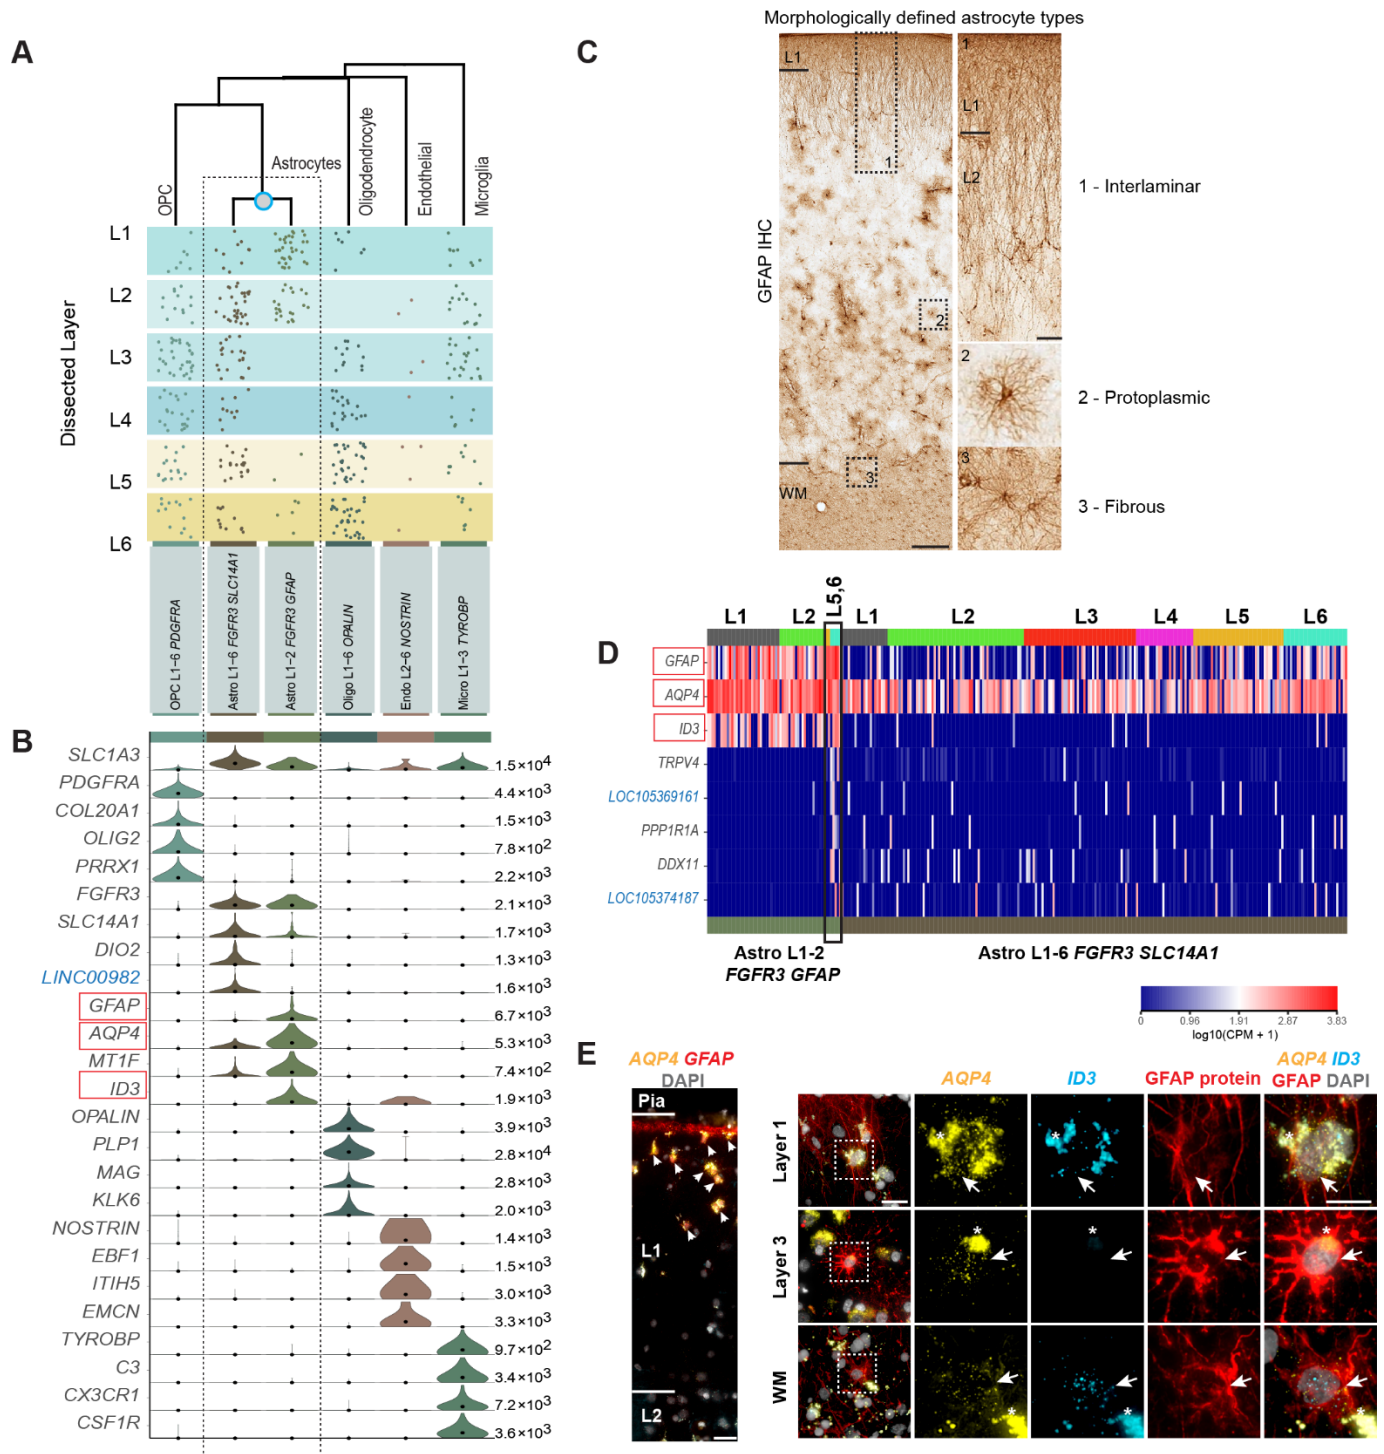 A
OPC
Astrocytes
Oligodendrocyte
Endothelial
Microglia
Dissected Layer
L1
L2
L3
L4
L5
L6
OPC L1-6 PDGFRA
Astro L1-6 FGFR3 SLC14A1
Astro L1-2 FGFR3 GFAP
Oligo L1-6 OPALIN
Endo L2-6 NOSTRIN
Micro L1-3 TYROBP
B
SLC1A3 1.5×10⁴
PDGFRA 4.4×10³
COL20A1 1.5×10³
OLIG2 7.8×10²
PRRX1 2.2×10³
FGFR3 2.1×10³
SLC14A1 1.7×10³
DIO2 1.3×10³
LINC00982 1.6×10³
GFAP 6.7×10³
AQP4 5.3×10³
MT1F 7.4×10²
ID3 1.9×10³
OPALIN 3.9×10³
PLP1 2.8×10⁴
MAG 2.8×10³
KLK6 2.0×10³
NOSTRIN 1.4×10³
EBF1 1.5×10³
ITIH5 3.0×10³
EMCN 3.3×10³
TYROBP 9.7×10²
C3 3.4×10³
CX3CR1 7.2×10³
CSF1R 3.6×10³
C
Morphologically defined astrocyte types
GFAP IHC
L1
1
2
3
WM
1
L1
L2
2
3
1 - Interlaminar
2 - Protoplasmic
3 - Fibrous
D
L1 L2 L5,6 L1 L2 L3 L4 L5 L6
GFAP
AQP4
ID3
TRPV4
LOC105369161
PPP1R1A
DDX11
LOC105374187
Astro L1-2
FGFR3 GFAP
Astro L1-6 FGFR3 SLC14A1
0 0.96 1.91 2.87 3.83
log10(CPM + 1)
E
AQP4 GFAP
DAPI
Pia
L1
L2
AQP4
ID3
GFAP protein
AQP4 ID3
GFAP DAPI
Layer 1
* * *
Layer 3
* * *
WM
* * *